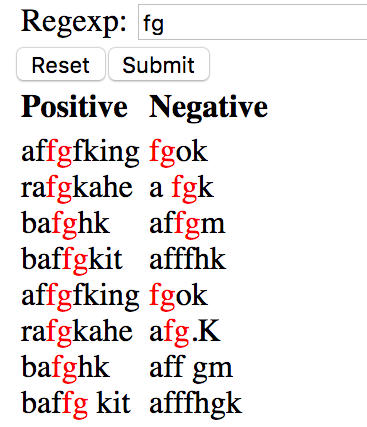 Regexp: fg
Reset Submit
Positive Negative
affgfking fgok
rafgkahe a fgk
bafghk affgm
baffgkit afffhk
affgfking fgok
rafgkahe afg.K
bafghk aff gm
baffg kit afffhgk